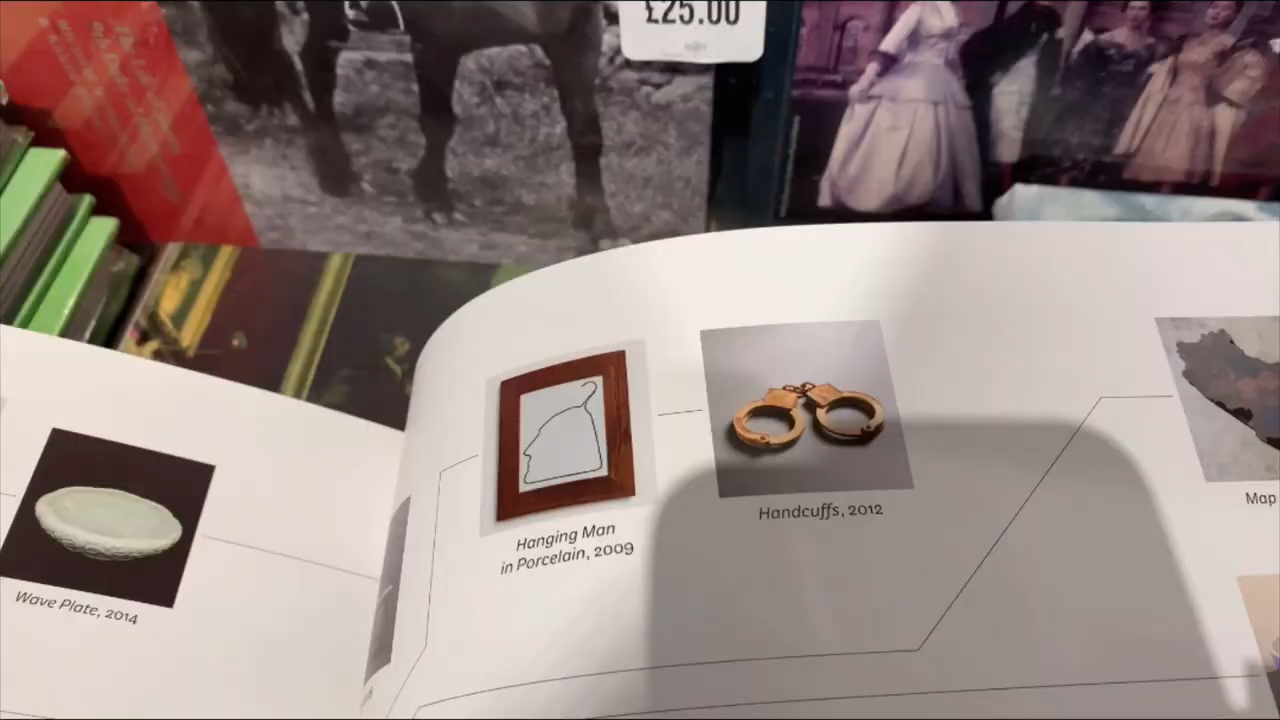 £25.00
Wave Plate, 2014
Hanging Man
in Porcelain, 2009
Handcuffs, 2012
Map